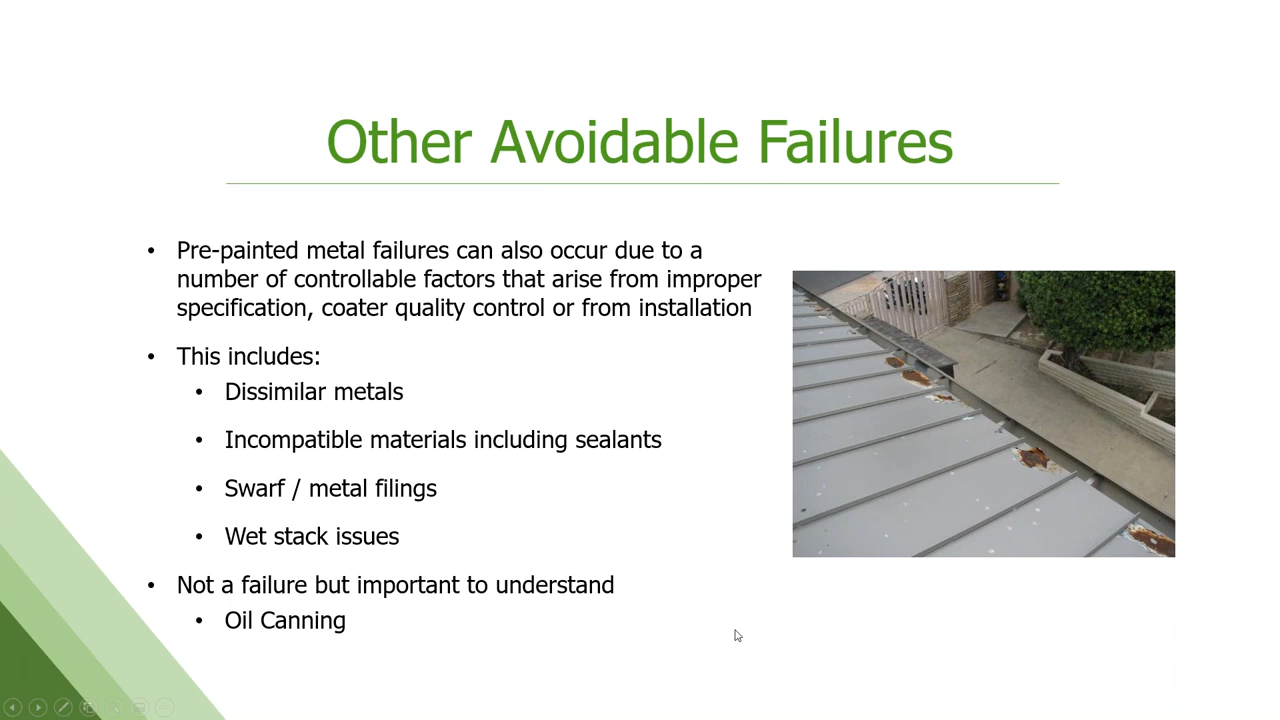 Other Avoidable Failures
• Pre-painted metal failures can also occur due to a
number of controllable factors that arise from improper
specification, coater quality control or from installation
• This includes:
• Dissimilar metals
• Incompatible materials including sealants
• Swarf / metal filings
• Wet stack issues
• Not a failure but important to understand
• Oil Canning